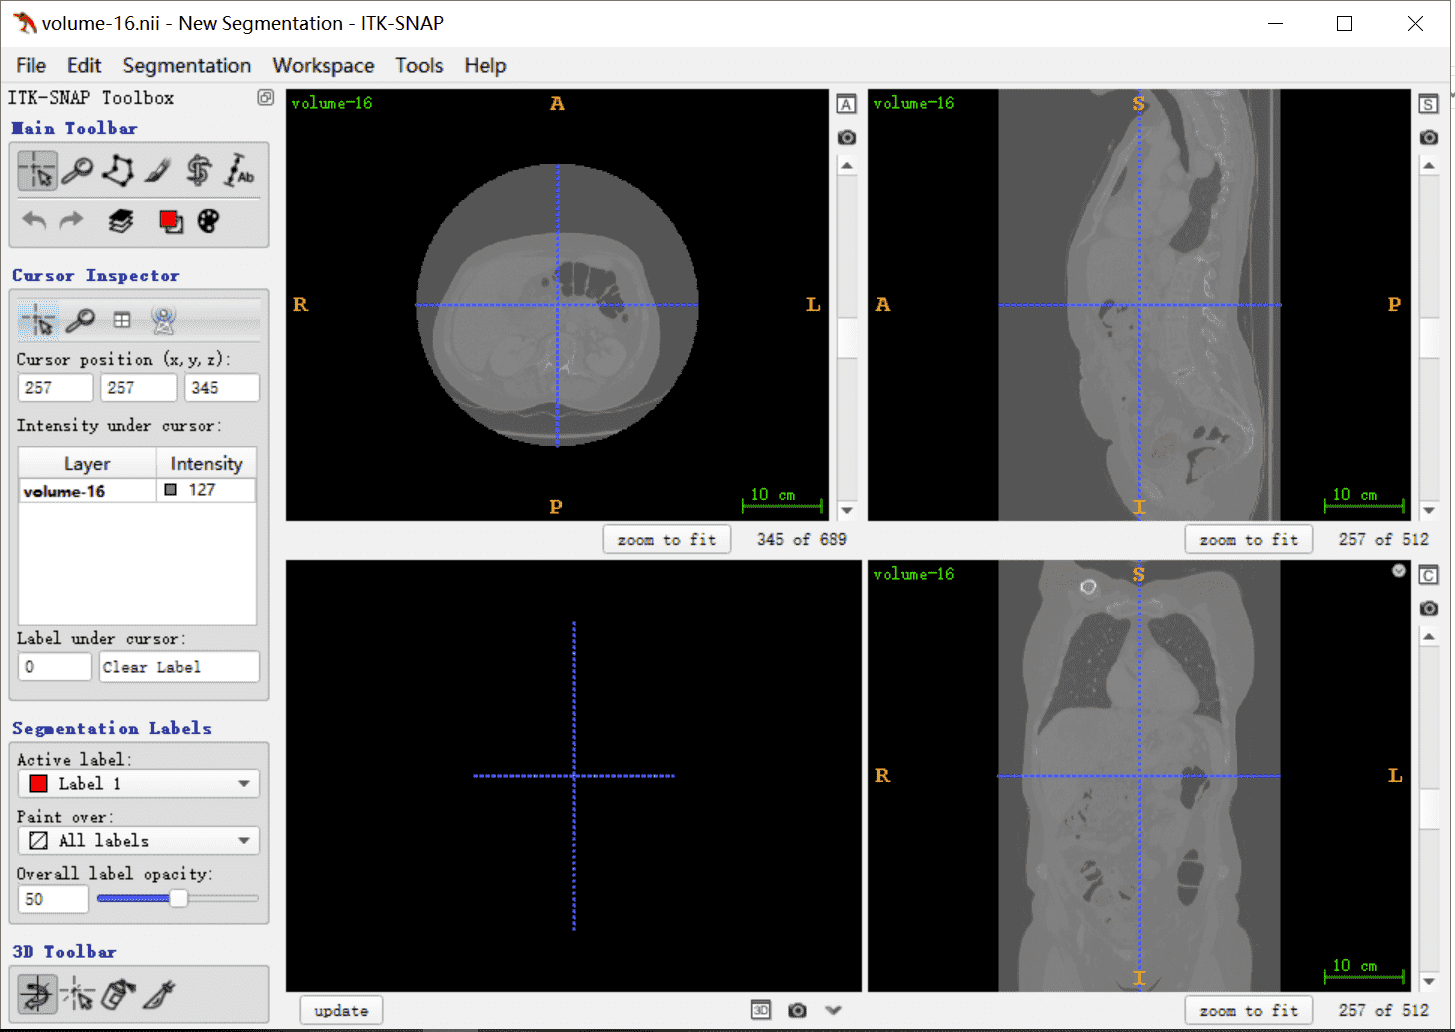 volume-16.nii - New Segmentation - ITK-SNAP
File Edit Segmentation Workspace Tools Help
ITK-SNAP Toolbox
Main Toolbar
Ab
Cursor Inspector
Cursor position (x,y,z):
257 257 345
Intensity under cursor:
Layer Intensity
volume-16 127
Label under cursor:
0 Clear Label
Segmentation Labels
Active label:
Label 1
Paint over:
All labels
Overall label opacity:
50
3D Toolbar
volume-16 A
A
R L
10 cm
P
zoom to fit 345 of 689
volume-16 S
S
A P
10 cm
I
zoom to fit 257 of 512
update 3D
volume-16 S
C
R L
10 cm
I
zoom to fit 257 of 512